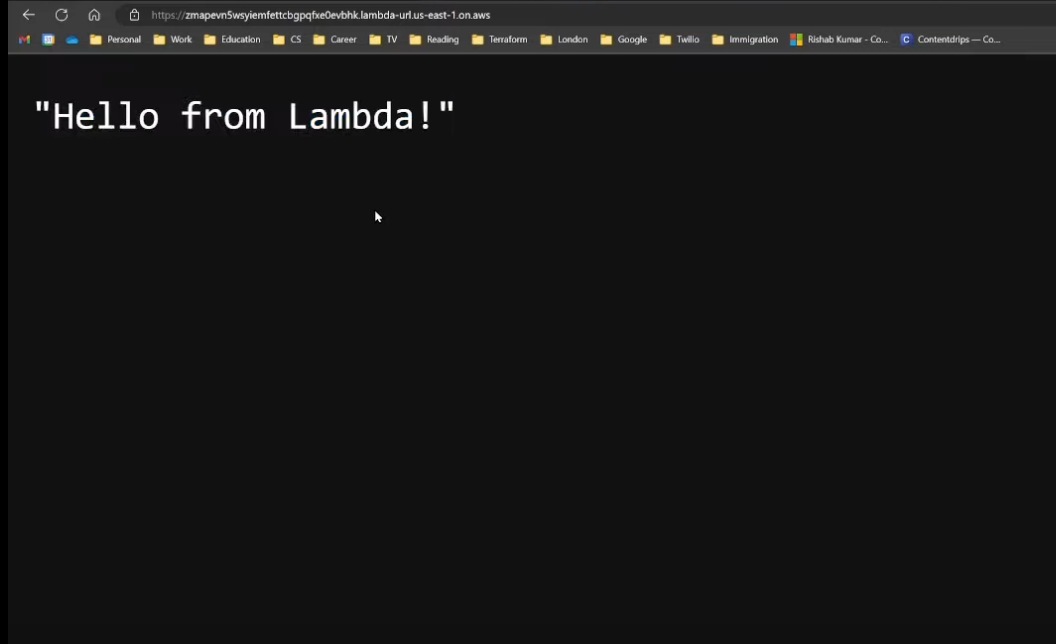 https://zmapevn5wsyiemfettcbgpqfxe0evbhk.lambda-url.us-east-1.on.aws
Personal Work Education CS Career TV Reading Terraform London Google Twilio Immigration Rishab Kumar - Co... Contentdrips — Co...
"Hello from Lambda!"